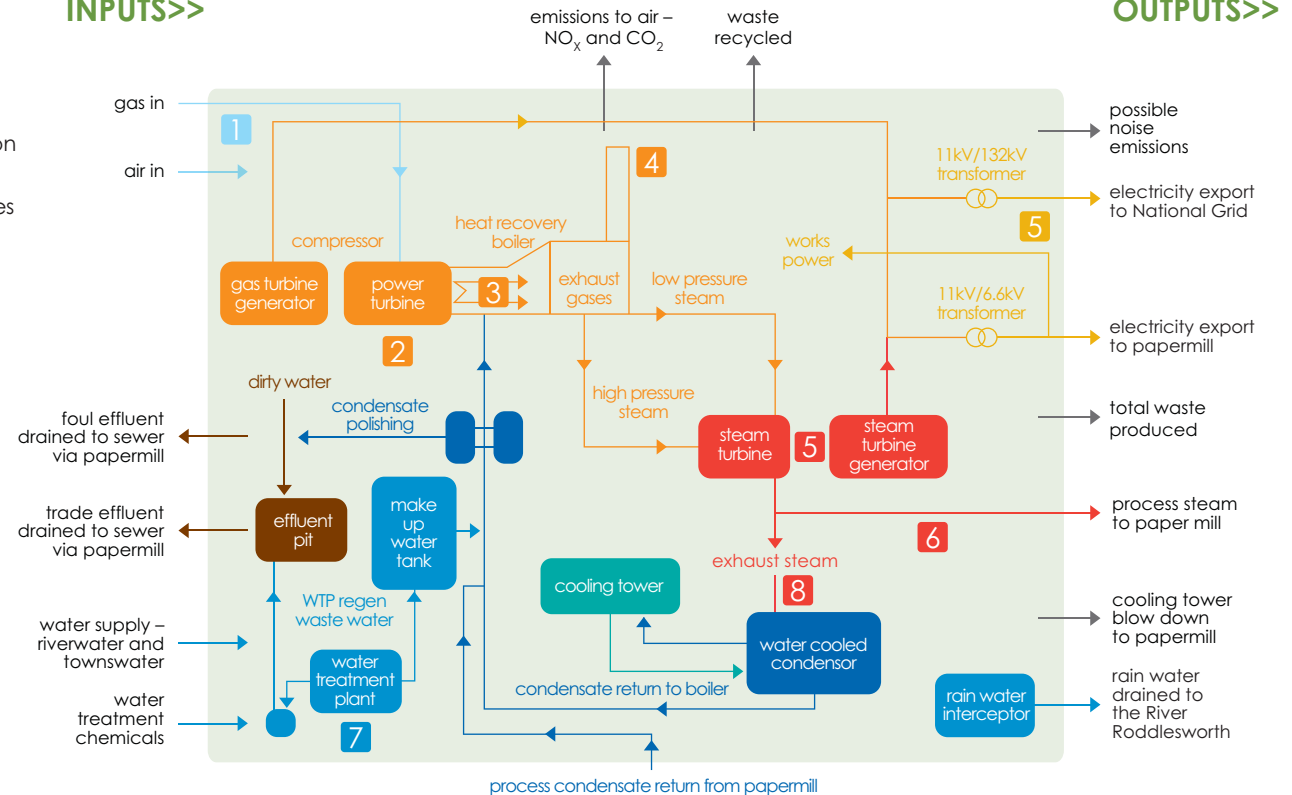 INPUTS>>
OUTPUTS>>
emissions to air –
NOX and CO2
waste
recycled
on
es
gas in
air in
1
possible
noise
emissions
11kV/132kV
transformer
electricity export
to National Grid
5
4
heat recovery
boiler
compressor
works
power
gas turbine
generator
power
turbine
3
exhaust
gases
low pressure
steam
11kV/6.6kV
transformer
electricity export
to papermill
2
dirty water
condensate
polishing
high pressure
steam
foul effluent
drained to sewer
via papermill
steam
turbine
5
steam
turbine
generator
total waste
produced
trade effluent
drained to sewer
via papermill
effluent
pit
make
up
water
tank
process steam
to paper mill
6
exhaust steam
8
cooling tower
WTP regen
waste water
water supply –
riverwater and
townswater
water cooled
condensor
cooling tower
blow down
to papermill
water
treatment
plant
condensate return to boiler
water
treatment
chemicals
7
rain water
interceptor
rain water
drained to
the River
Roddlesworth
process condensate return from papermill